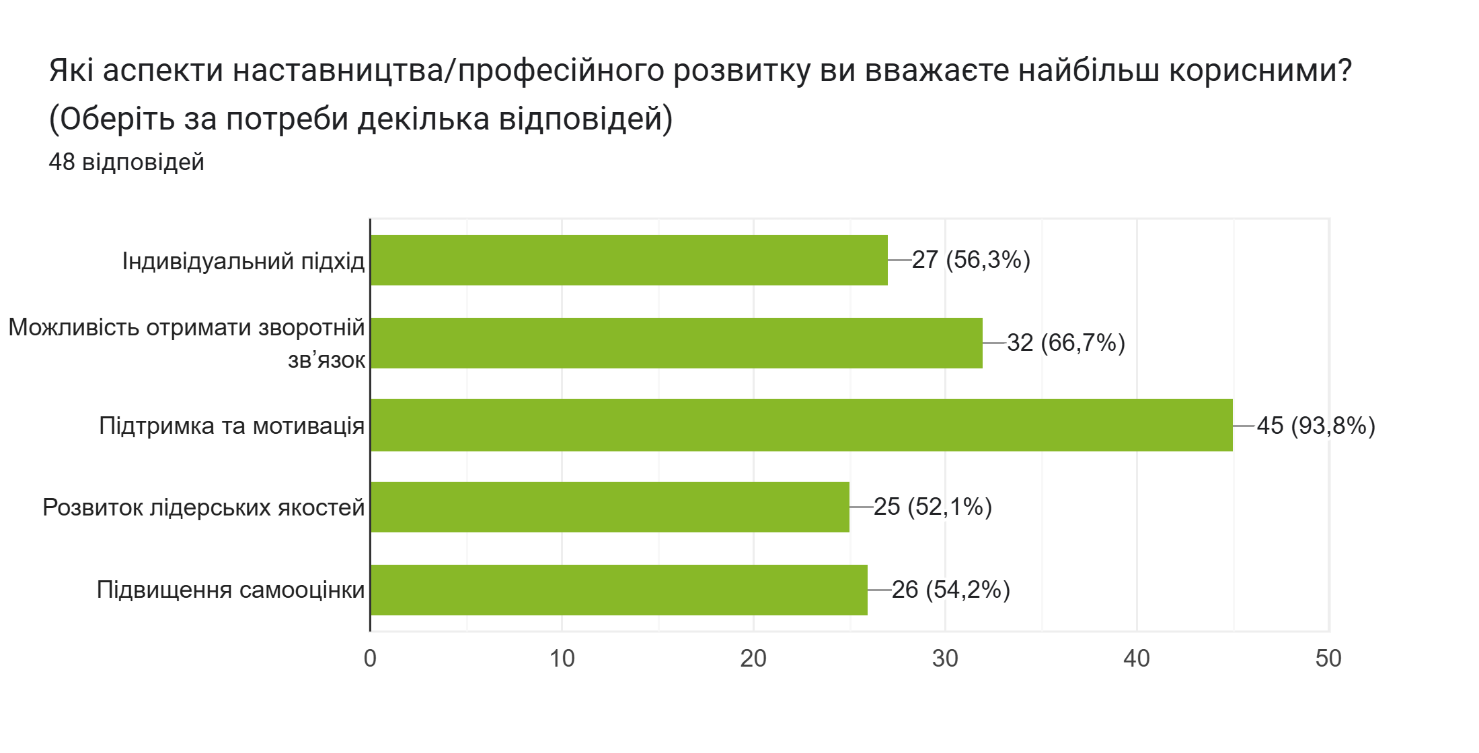 Які аспекти наставництва/професійного розвитку ви вважаєте найбільш корисними?
(Оберіть за потреби декілька відповідей)
48 відповідей
Індивідуальний підхід
27 (56,3%)
Можливість отримати зворотній
зв’язок
32 (66,7%)
Підтримка та мотивація
45 (93,8%)
Розвиток лідерських якостей
25 (52,1%)
Підвищення самооцінки
26 (54,2%)
0 10 20 30 40 50